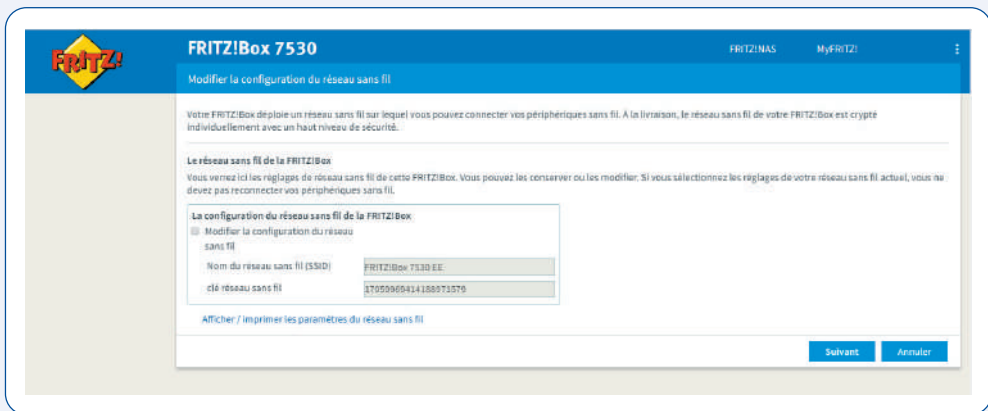 FRITZ!
FRITZ!Box 7530
FRITZ!NAS
MyFRITZ!
Modifier la configuration du réseau sans fil
Votre FRITZ!Box déploie un réseau sans fil sur lequel vous pouvez connecter vos périphériques sans fil. À la livraison, le réseau sans fil de votre FRITZ!Box est crypté
individuellement avec un haut niveau de sécurité.
Le réseau sans fil de la FRITZ!Box
Vous verrez ici les réglages de réseau sans fil de cette FRITZ!Box. Vous pouvez les conserver ou les modifier. Si vous sélectionnez les réglages de votre réseau sans fil actuel, vous ne
devez pas reconnecter vos périphériques sans fil.
La configuration du réseau sans fil de la FRITZ!Box
Modifier la configuration du réseau
sans fil
Nom du réseau sans fil (SSID)
FRITZ!Box 7530 EE
clé réseau sans fil
Afficher / imprimer les paramètres du réseau sans fil
Suivant
Annuler